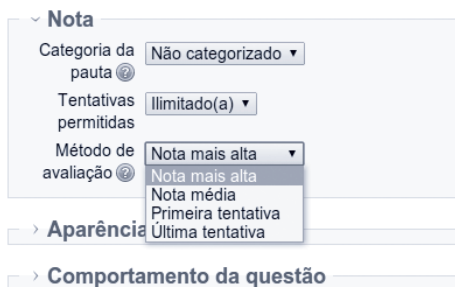 Nota
Categoria da pauta
Não categorizado
Tentativas permitidas
Ilimitado(a)
Método de avaliação
Nota mais alta
Nota mais alta
Nota média
Primeira tentativa
Última tentativa
Aparência
Comportamento da questão